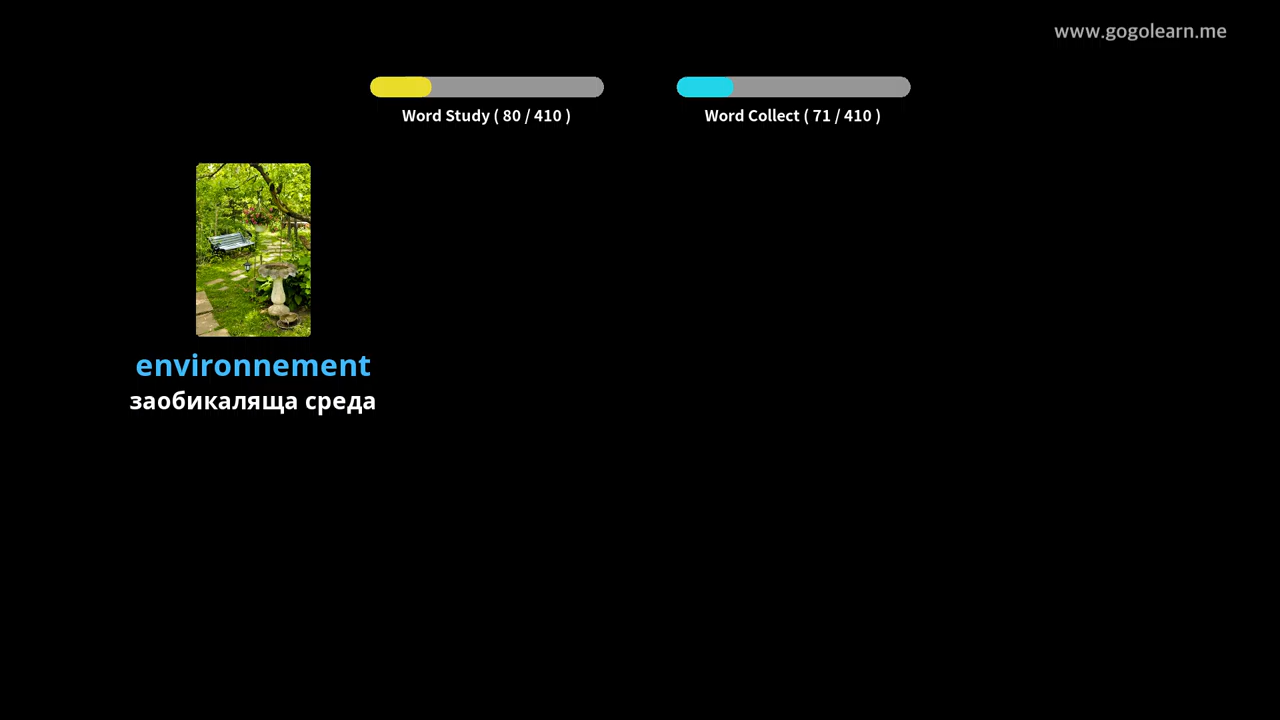 www.gogolearn.me
Word Study ( 80 / 410 )
Word Collect ( 71 / 410 )
environnement
заобикаляща среда